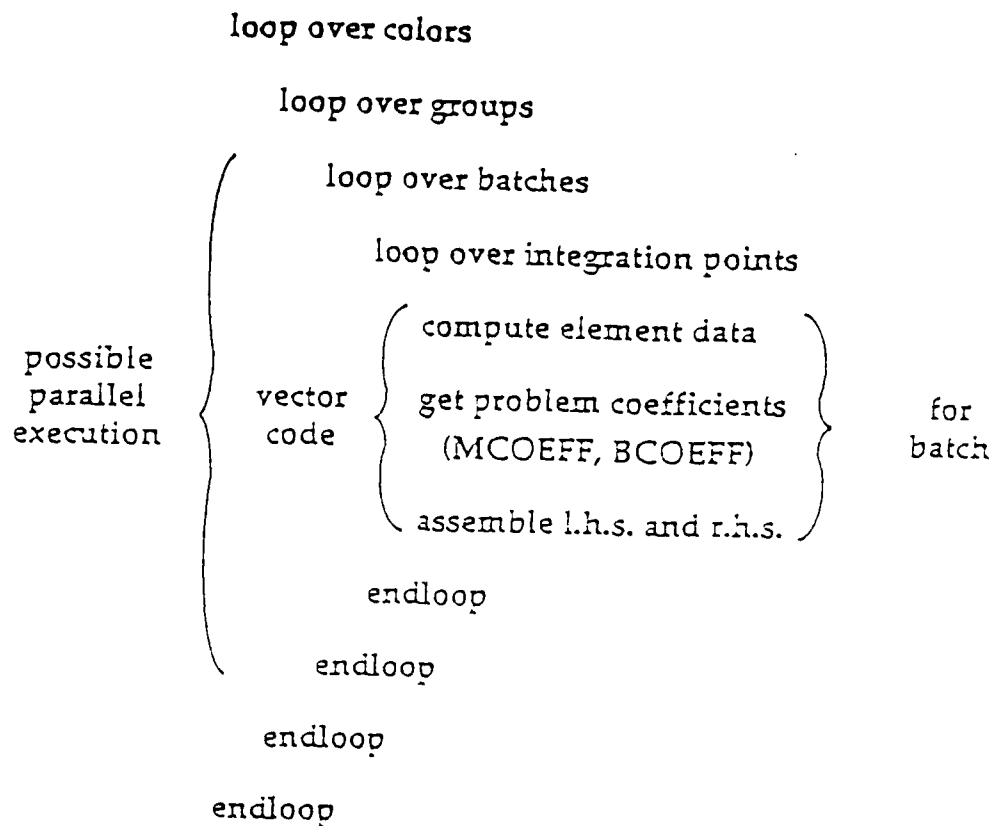 loop over colors
loop over groups
loop over batches
loop over integration points
compute element data
possible
parallel
execution
vector
code
get problem coefficients
(MCOEFF, BCOEFF)
for
batch
assemble l.h.s. and r.h.s.
endloop
endloop
endloop
endloop